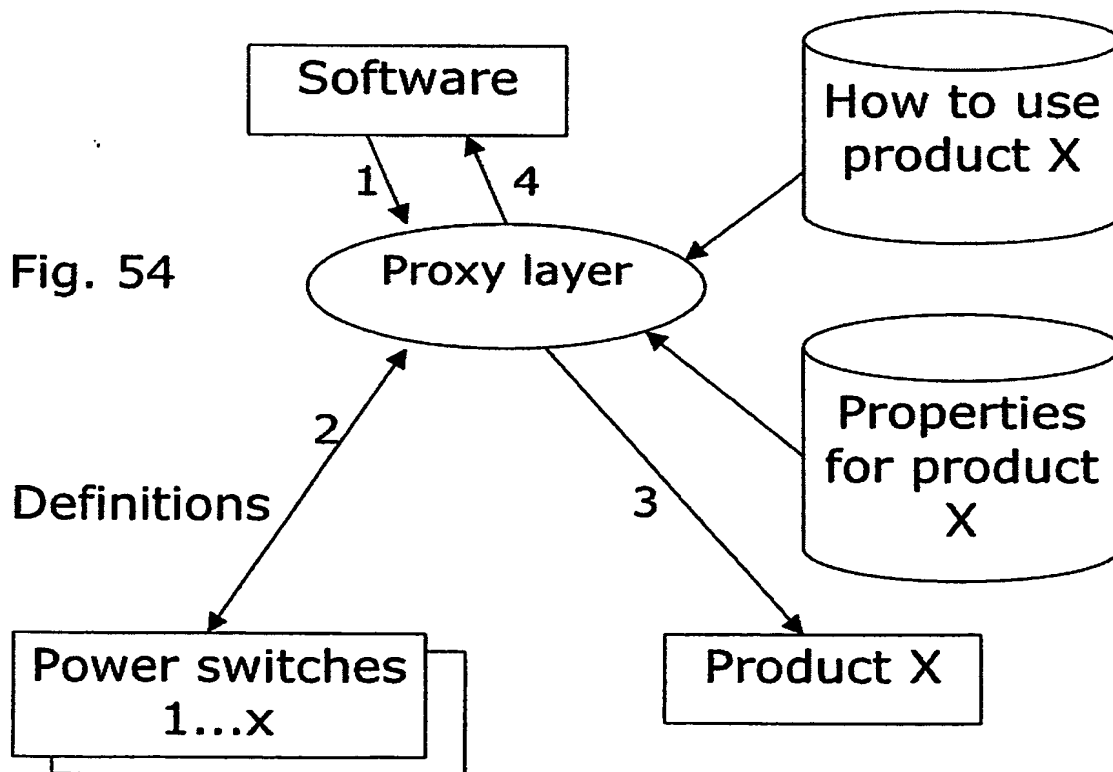 Software
How to use
product X
1
4
Fig. 54
Proxy layer
Properties
for product
X
2
Definitions
3
Power switches
1...x
Product X